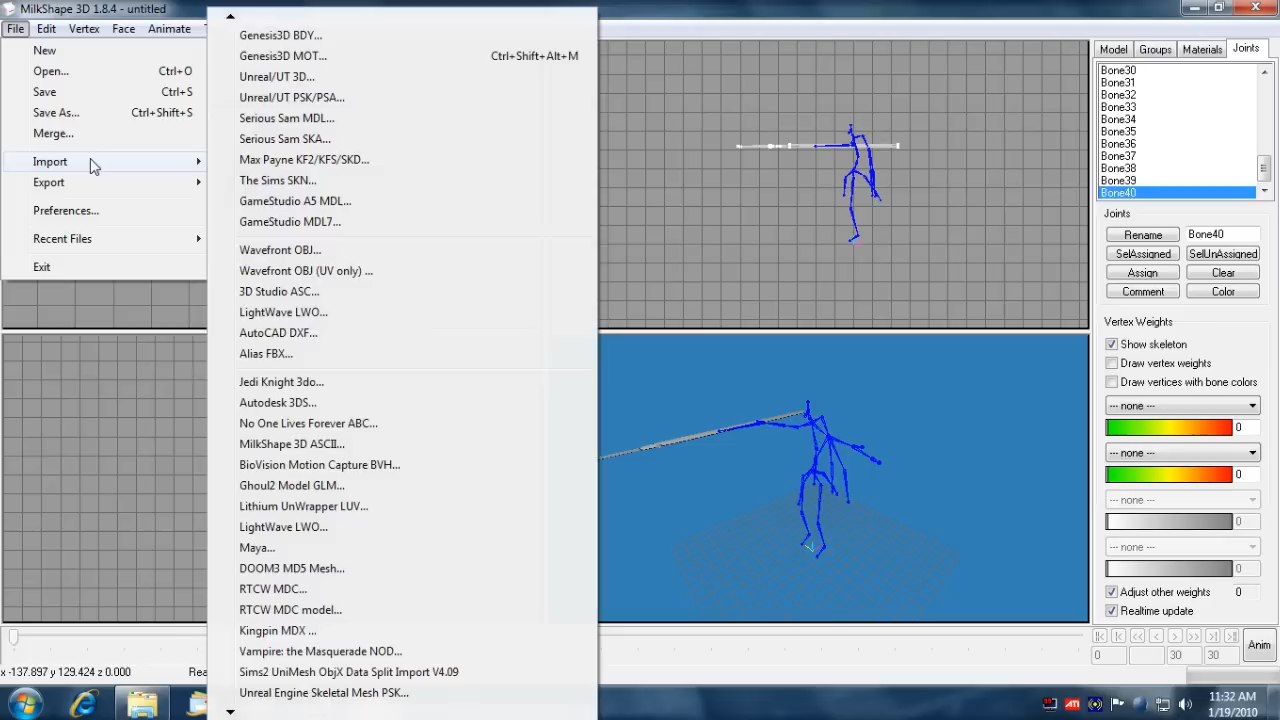 MilkShape 3D 1.8.4 - untitled
File Edit Vertex Face Animate
New
Open... Ctrl+O
Save Ctrl+S
Save As... Ctrl+Shift+S
Merge...
Import
Export
Preferences...
Recent Files
Exit
Genesis3D BDY...
Genesis3D MOT... Ctrl+Shift+Alt+M
Unreal/UT 3D...
Unreal/UT PSK/PSA...
Serious Sam MDL...
Serious Sam SKA...
Max Payne KF2/KFS/SKD...
The Sims SKN...
GameStudio A5 MDL...
GameStudio MDL7...
Wavefront OBJ...
Wavefront OBJ (UV only) ...
3D Studio ASC...
LightWave LWO...
AutoCAD DXF...
Alias FBX...
Jedi Knight 3do...
Autodesk 3DS...
No One Lives Forever ABC...
MilkShape 3D ASCII...
BioVision Motion Capture BVH...
Ghoul2 Model GLM...
Lithium UnWrapper LUV...
LightWave LWO...
Maya...
DOOM3 MD5 Mesh...
RTCW MDC...
RTCW MDC model...
Kingpin MDX ...
Vampire: the Masquerade NOD...
Sims2 UniMesh ObjX Data Split Import V4.09
Unreal Engine Skeletal Mesh PSK...
Model Groups Materials Joints
Bone30
Bone31
Bone32
Bone33
Bone34
Bone35
Bone36
Bone37
Bone38
Bone39
Bone40
Joints
Rename Bone40
SelAssigned SelUnAssigned
Assign Clear
Comment Color
Vertex Weights
Show skeleton
Draw vertex weights
Draw vertices with bone colors
--- none ---
0
--- none ---
0
--- none ---
0
--- none ---
0
Adjust other weights 0
Realtime update
0 30 30 Anim
x -137.897 y 129.424 z 0.000
ATI
11:32 AM
1/19/2010